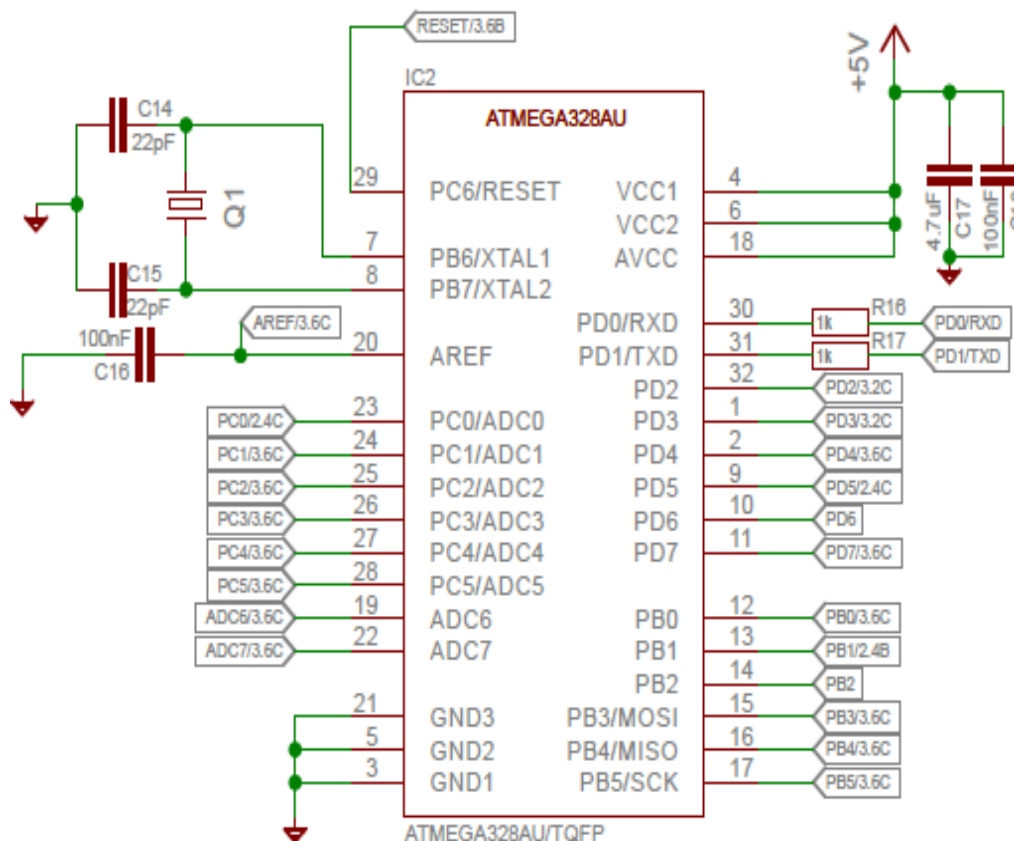 RESET/3.6B
IC2
ATMEGA328AU
+5V
C14
22pF
Q1
C15
22pF
100nF
C16
AREF/3.6C
4.7uF
C17
100nF
29 PC6/RESET
7 PB6/XTAL1
8 PB7/XTAL2
20 AREF
PC0/2.4C 23 PC0/ADC0
PC1/3.6C 24 PC1/ADC1
PC2/3.6C 25 PC2/ADC2
PC3/3.6C 26 PC3/ADC3
PC4/3.6C 27 PC4/ADC4
PC5/3.6C 28 PC5/ADC5
ADC6/3.6C 19 ADC6
ADC7/3.6C 22 ADC7
21 GND3
5 GND2
3 GND1
VCC1 4
VCC2 6
AVCC 18
PD0/RXD 30 1k R16 PD0/RXD
PD1/TXD 31 1k R17 PD1/TXD
PD2 32 PD2/3.2C
PD3 1 PD3/3.2C
PD4 2 PD4/3.6C
PD5 9 PD5/2.4C
PD6 10 PD6
PD7 11 PD7/3.6C
PB0 12 PB0/3.6C
PB1 13 PB1/2.4B
PB2 14 PB2
PB3/MOSI 15 PB3/3.6C
PB4/MISO 16 PB4/3.6C
PB5/SCK 17 PB5/3.6C
ATMEGA328AU/TQFP